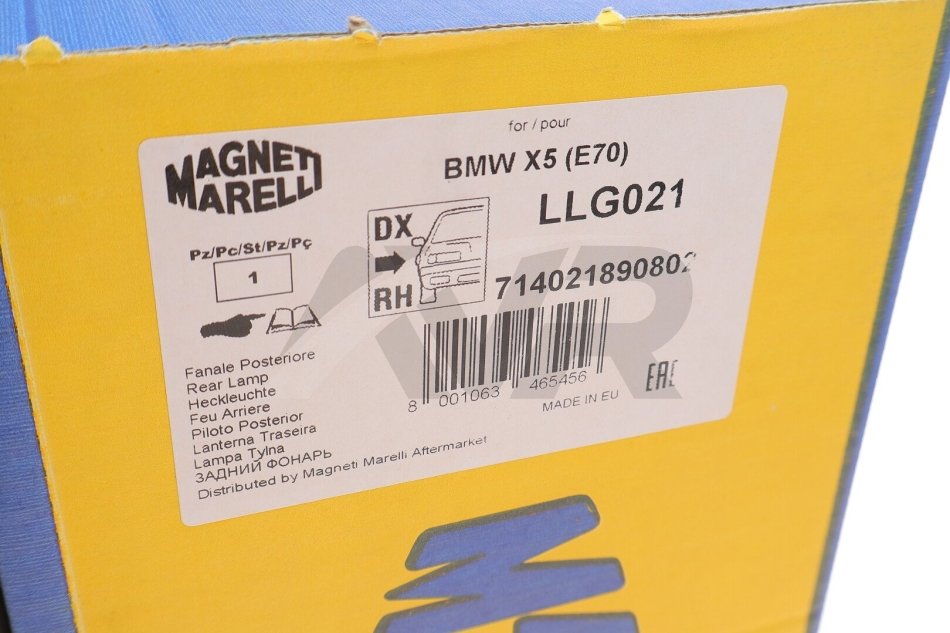 for / pour
BMW X5 (E70)
MAGNETI
MARELLI
LLG021
Pz/Pc/St/Pz/Pç
1
DX
RH
714021890802
Fanale Posteriore
Rear Lamp
Heckleuchte
Feu Arriere
Piloto Posterior
Lanterna Traseira
Lampa Tylna
ЗАДНИЙ ФОНАРЬ
8 001063 465456
MADE IN EU
EAC
Distributed by Magneti Marelli Aftermarket